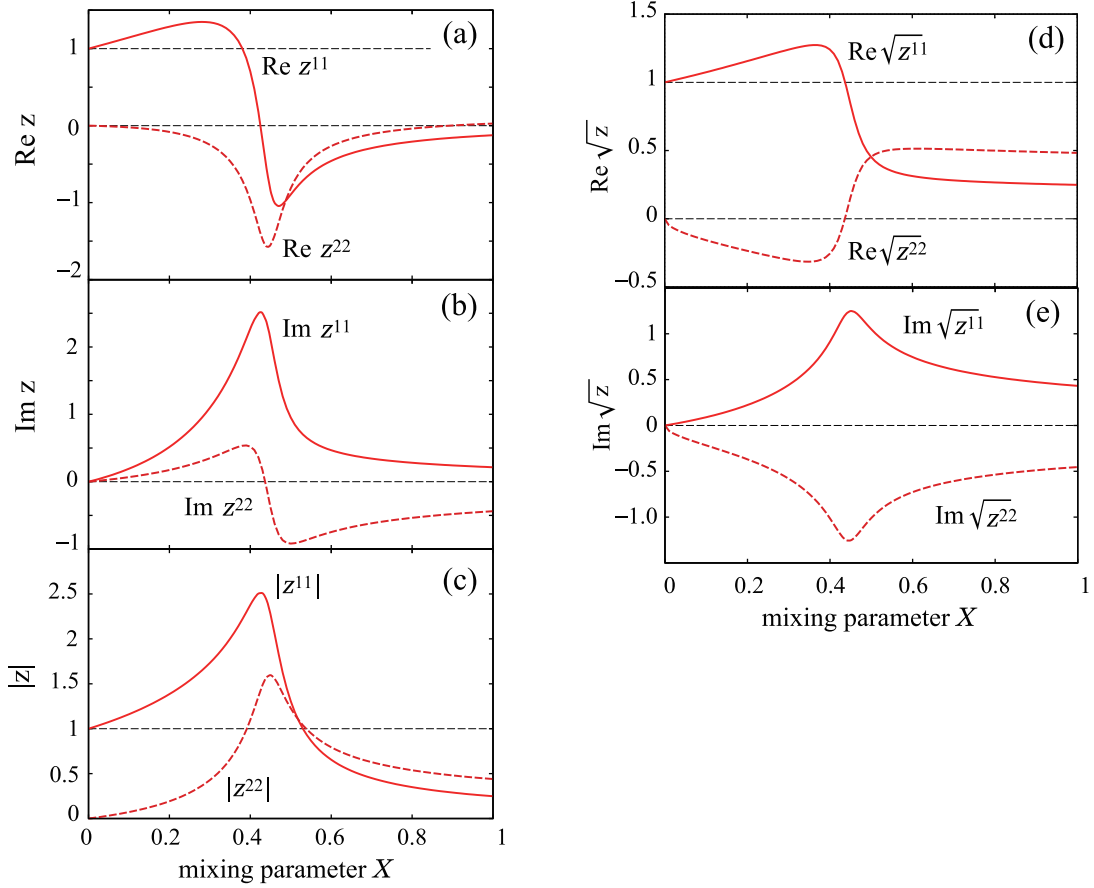 (a)
1
Re z¹¹
0
Re z
−1
Re z²²
−2
(b)
2
Im z¹¹
1
Im z
0
Im z²²
−1
(c)
2.5
|z¹¹|
2
1.5
|z|
1
0.5
|z²²|
0
0 0.2 0.4 0.6 0.8 1
mixing parameter X
1.5
(d)
Re √z¹¹
1
Re √z
0.5
0
Re √z²²
−0.5
(e)
Im √z¹¹
1
0.5
Im √z
0
−0.5
Im √z²²
−1.0
0 0.2 0.4 0.6 0.8 1
mixing parameter X